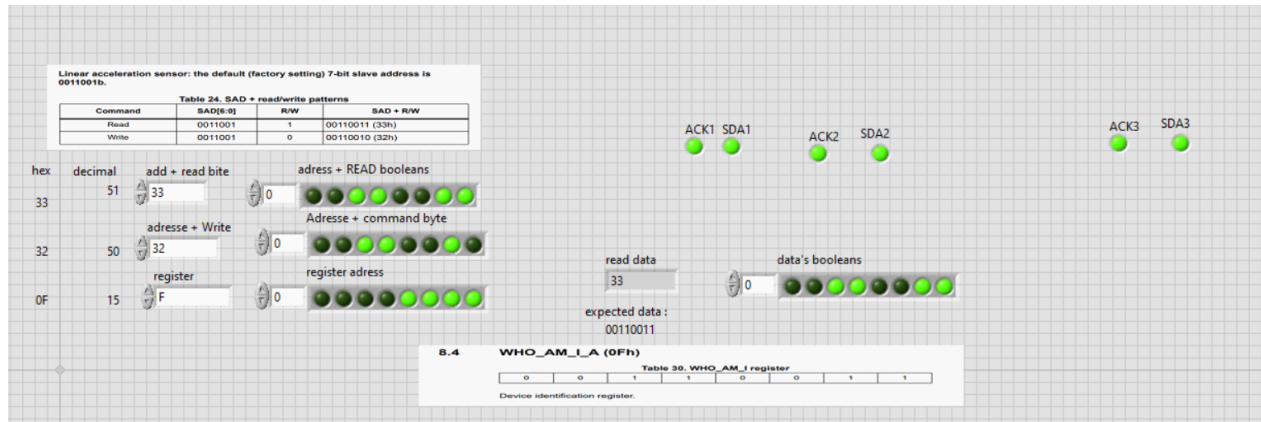 Linear acceleration sensor: the default (factory setting) 7-bit slave address is
0011001b.
Table 24. SAD + read/write patterns
Command SAD[6:0] R/W SAD + R/W
Read 0011001 1 00110011 (33h)
Write 0011001 0 00110010 (32h)
ACK1 SDA1 ACK2 SDA2 ACK3 SDA3
hex decimal add + read bite adress + READ booleans
33 51 33 0
adresse + Write Adresse + command byte
32 50 32 0
register register adress
0F 15 F 0
read data data's booleans
33 0
expected data :
00110011
8.4 WHO_AM_I_A (0Fh)
Table 30. WHO_AM_I register
0 0 1 1 0 0 1 1
Device identification register.